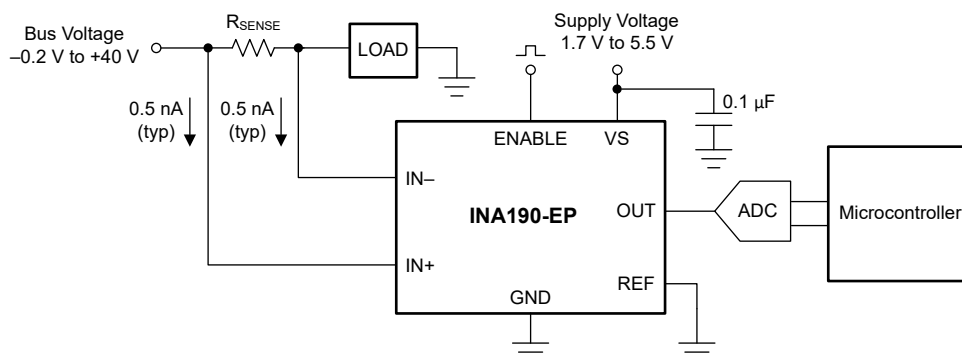 Bus Voltage
–0.2 V to +40 V
RSENSE
LOAD
Supply Voltage
1.7 V to 5.5 V
0.5 nA
(typ)
0.5 nA
(typ)
0.1 µF
ENABLE
VS
IN–
INA190-EP
OUT
ADC
Microcontroller
IN+
REF
GND